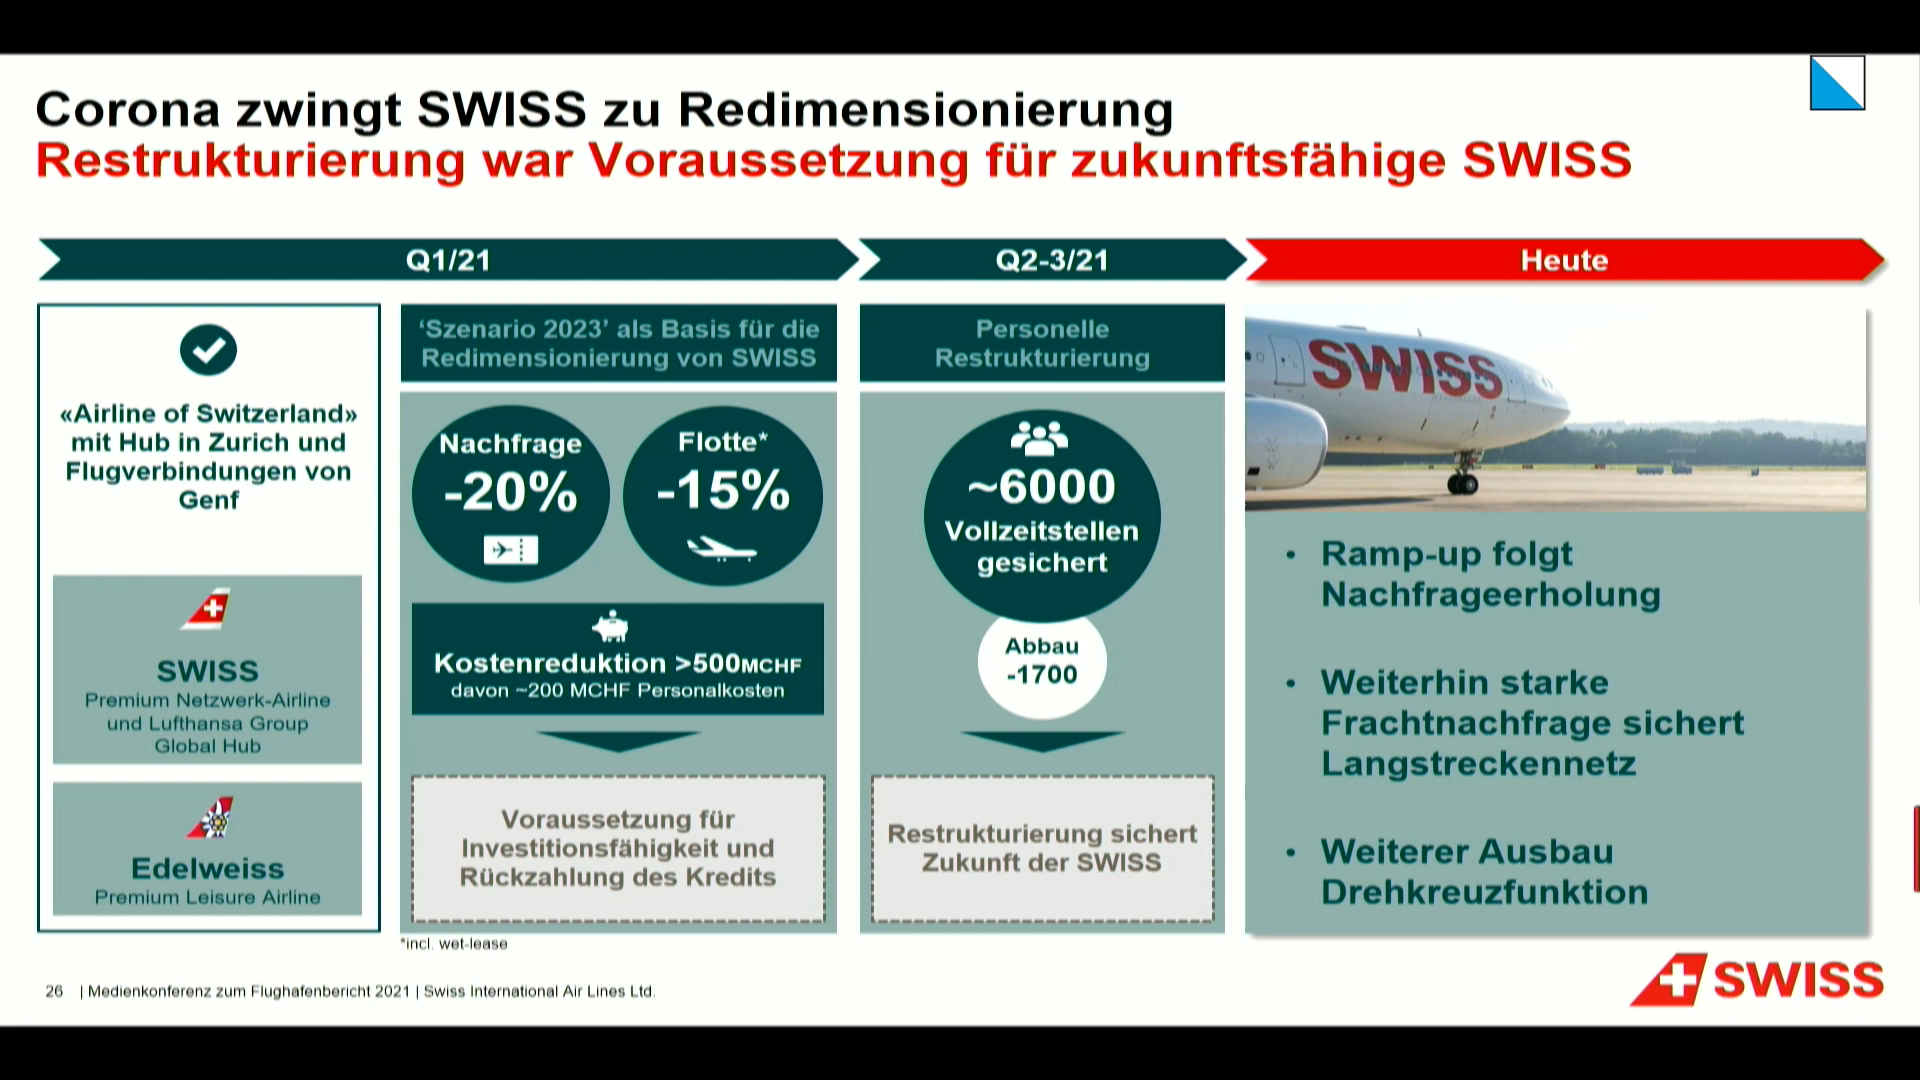 Corona zwingt SWISS zu Redimensionierung
Restrukturierung war Voraussetzung für zukunftsfähige SWISS
Q1/21
Q2-3/21
Heute
«Airline of Switzerland»
mit Hub in Zurich und
Flugverbindungen von
Genf
SWISS
Premium Netzwerk-Airline
und Lufthansa Group
Global Hub
Edelweiss
Premium Leisure Airline
‘Szenario 2023’ als Basis für die
Redimensionierung von SWISS
Nachfrage
-20%
Flotte*
-15%
Kostenreduktion >500MCHF
davon ~200 MCHF Personalkosten
Voraussetzung für
Investitionsfähigkeit und
Rückzahlung des Kredits
*incl. wet-lease
Personelle
Restrukturierung
~6000
Vollzeitstellen
gesichert
Abbau
-1700
Restrukturierung sichert
Zukunft der SWISS
SWISS
• Ramp-up folgt
Nachfrageerholung
• Weiterhin starke
Frachtnachfrage sichert
Langstreckennetz
• Weiterer Ausbau
Drehkreuzfunktion
26 | Medienkonferenz zum Flughafenbericht 2021 | Swiss International Air Lines Ltd.
SWISS